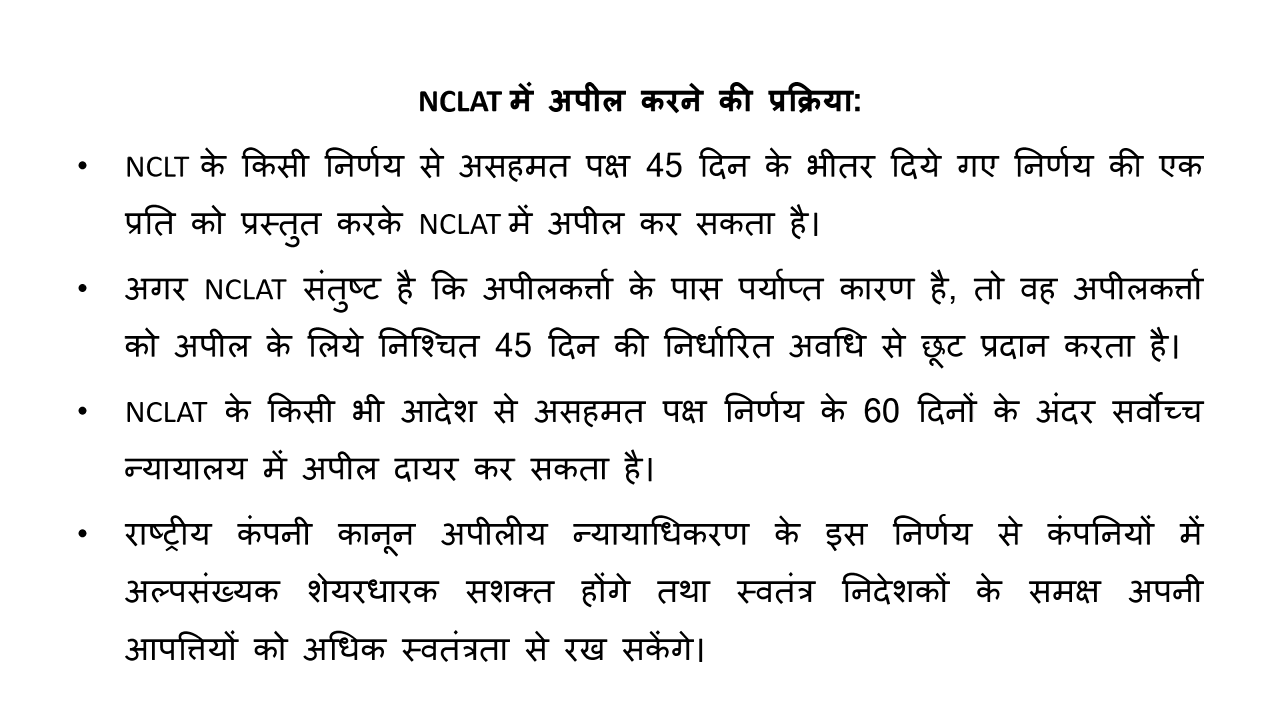 NCLAT में अपील करने की प्रक्रिया:
• NCLT के किसी निर्णय से असहमत पक्ष 45 दिन के भीतर दिये गए निर्णय की एक
प्रति को प्रस्तुत करके NCLAT में अपील कर सकता है।
• अगर NCLAT संतुष्ट है कि अपीलकर्त्ता के पास पर्याप्त कारण है, तो वह अपीलकर्त्ता
को अपील के लिये निश्चित 45 दिन की निर्धारित अवधि से छूट प्रदान करता है।
• NCLAT के किसी भी आदेश से असहमत पक्ष निर्णय के 60 दिनों के अंदर सर्वोच्च
न्यायालय में अपील दायर कर सकता है।
• राष्ट्रीय कंपनी कानून अपीलीय न्यायाधिकरण के इस निर्णय से कंपनियों में
अल्पसंख्यक शेयरधारक सशक्त होंगे तथा स्वतंत्र निदेशकों के समक्ष अपनी
आपत्तियों को अधिक स्वतंत्रता से रख सकेंगे।